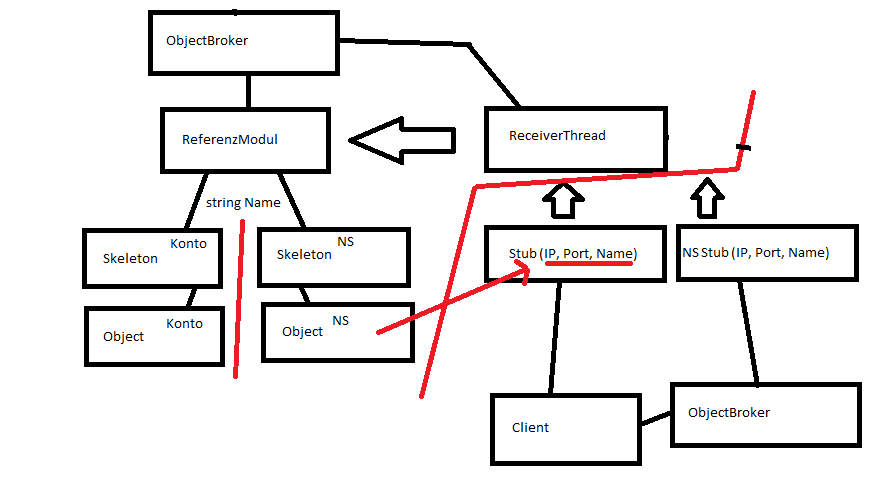 ObjectBroker
ReferenzModul
ReceiverThread
string Name
Konto
Skeleton
NS
Skeleton
Stub (IP, Port, Name)
NS Stub (IP, Port, Name)
Konto
Object
NS
Object
Client
ObjectBroker